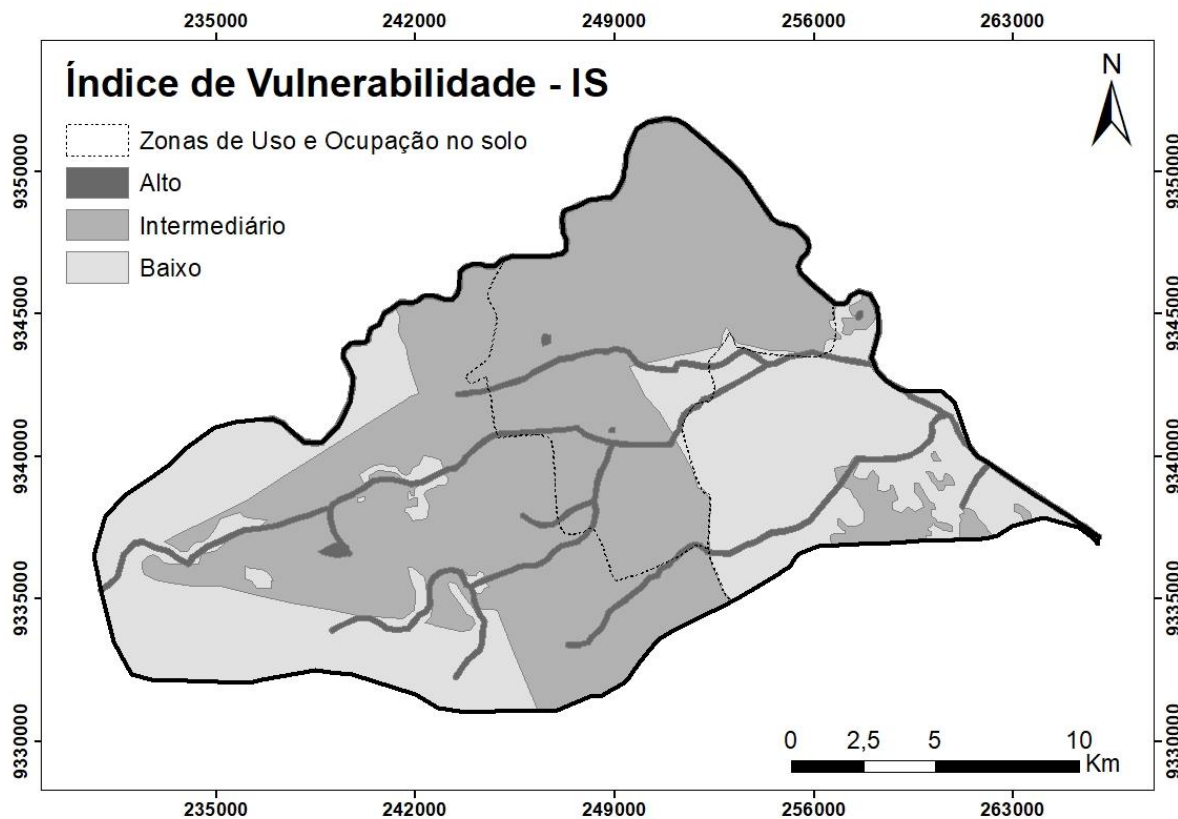 235000 242000 249000 256000 263000
Índice de Vulnerabilidade - IS
N
Zonas de Uso e Ocupação no solo
Alto
Intermediário
Baixo
9350000 9350000
9345000 9345000
9340000 9340000
9335000 9335000
9330000 9330000
0 2,5 5 10
Km
235000 242000 249000 256000 263000